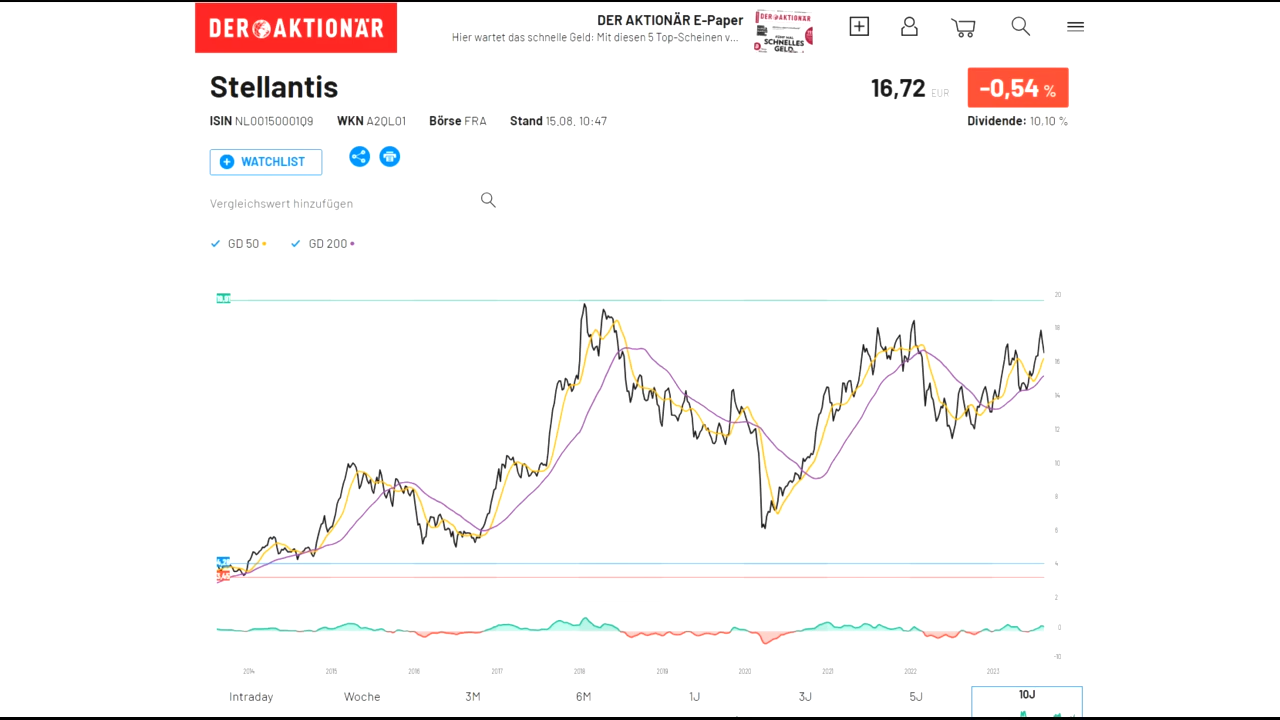 DER AKTIONÄR
DER AKTIONÄR E-Paper
Hier wartet das schnelle Geld: Mit diesen 5 Top-Scheinen v...
DER AKTIONÄR
SCHNELLES
GELD
Stellantis
16,72 EUR
-0,54 %
ISIN NL00150001Q9 WKN A2QL01 Börse FRA Stand 15.08, 10:47
Dividende: 10,10 %
WATCHLIST
Vergleichswert hinzufügen
GD 50 GD 200
20
18
16
14
12
10
8
6
4
2
0
-10
2014 2015 2016 2017 2018 2019 2020 2021 2022 2023
Intraday Woche 3M 6M 1J 3J 5J 10J